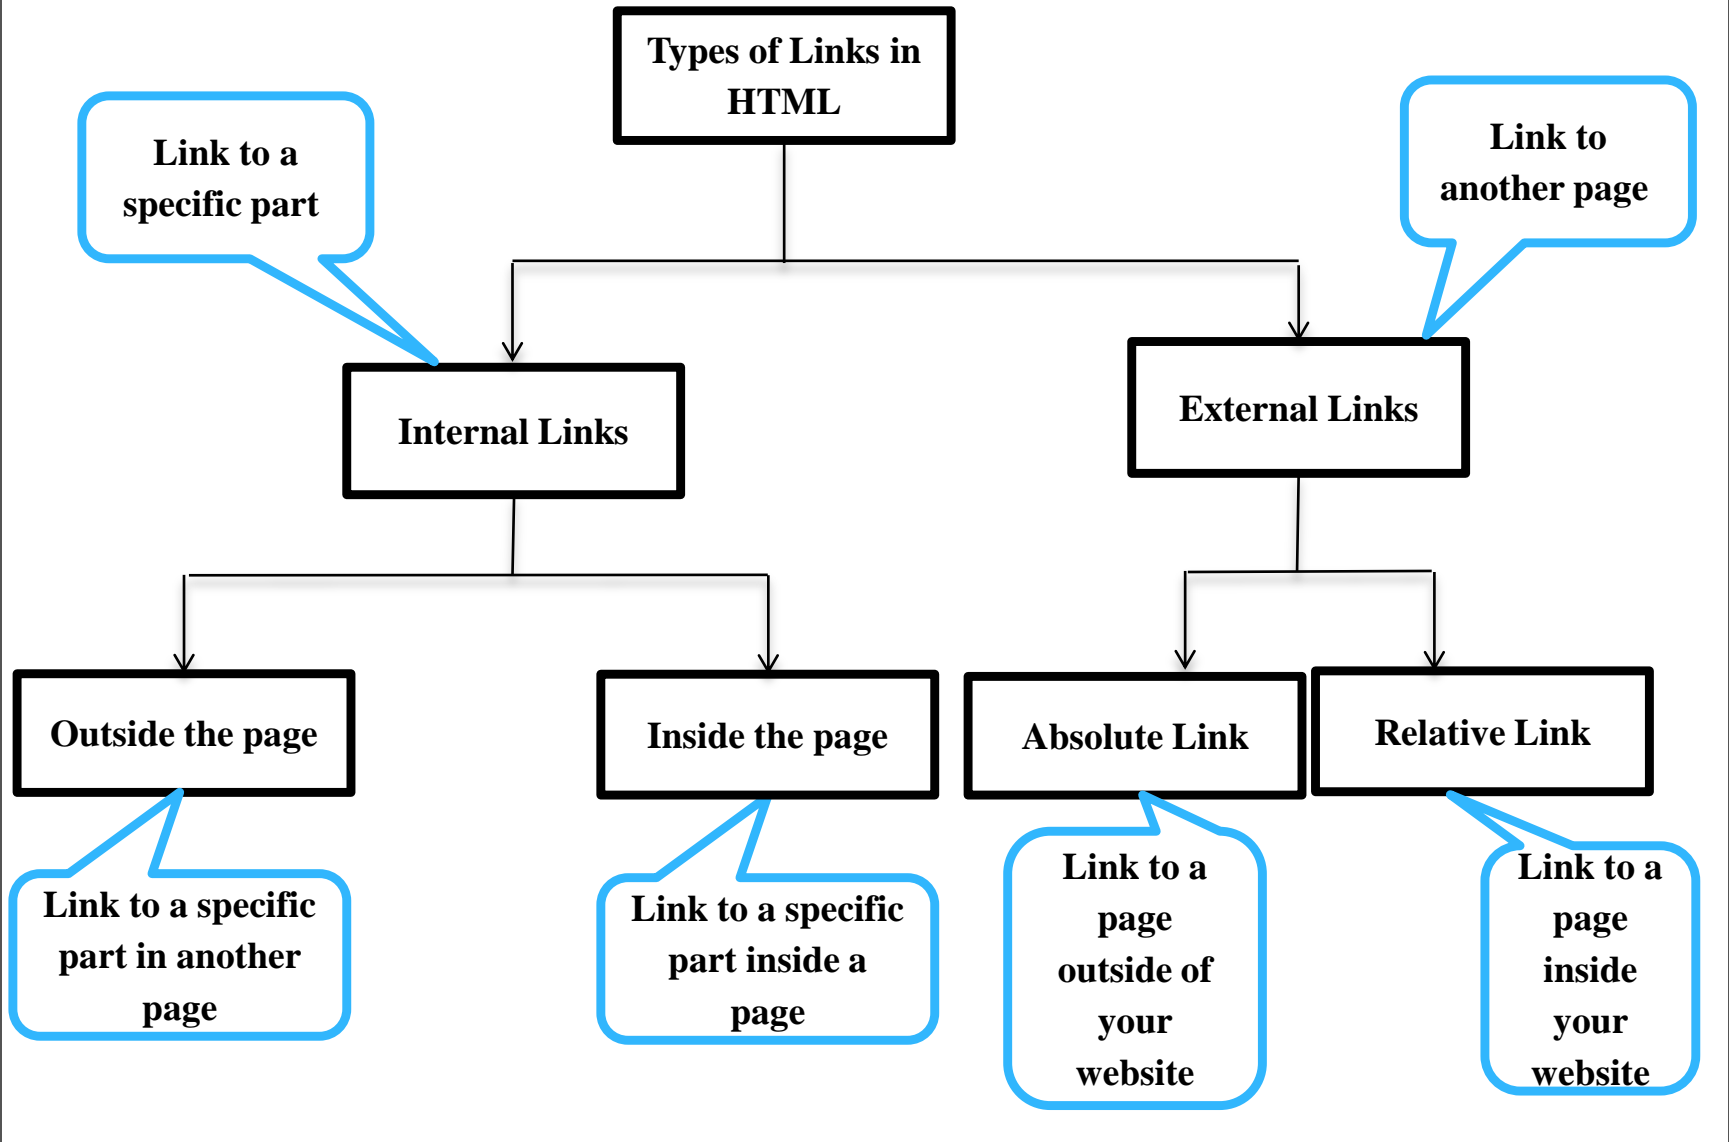 Types of Links in
HTML
Link to a
specific part
Link to
another page
Internal Links
External Links
Outside the page
Inside the page
Absolute Link
Relative Link
Link to a specific
part in another
page
Link to a specific
part inside a
page
Link to a
page
outside of
your
website
Link to a
page
inside
your
website